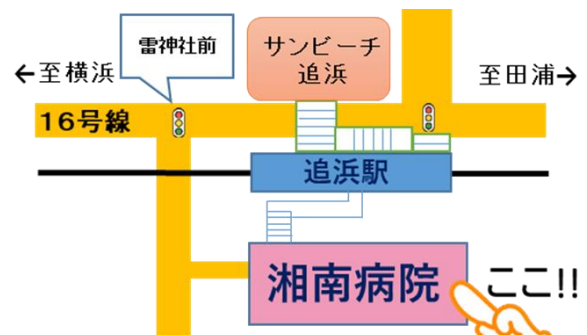 雷神社前
サンビーチ
追浜
←至横浜
至田浦→
16号線
追浜駅
湘南病院
ここ!!